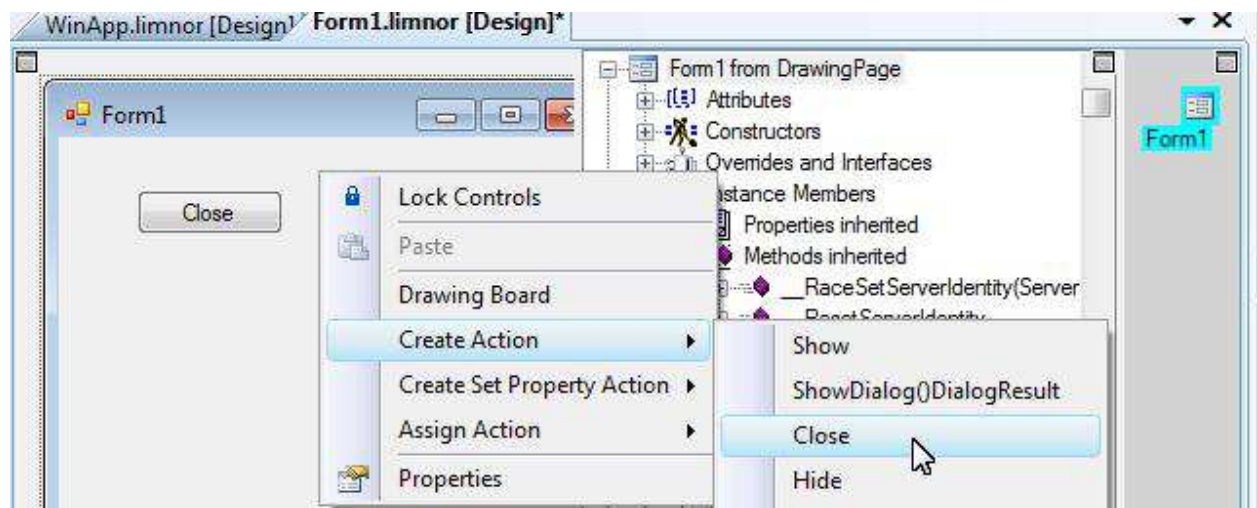 WinApp.limnor [Design]
Form1.limnor [Design]*
Form1
Close
Form1 from DrawingPage
Attributes
Constructors
Overrides and Interfaces
nstance Members
Properties inherited
Methods inherited
__RaceSetServerIdentity(Server
Form1
Lock Controls
Paste
Drawing Board
Create Action
Create Set Property Action
Assign Action
Properties
Show
ShowDialog()DialogResult
Close
Hide